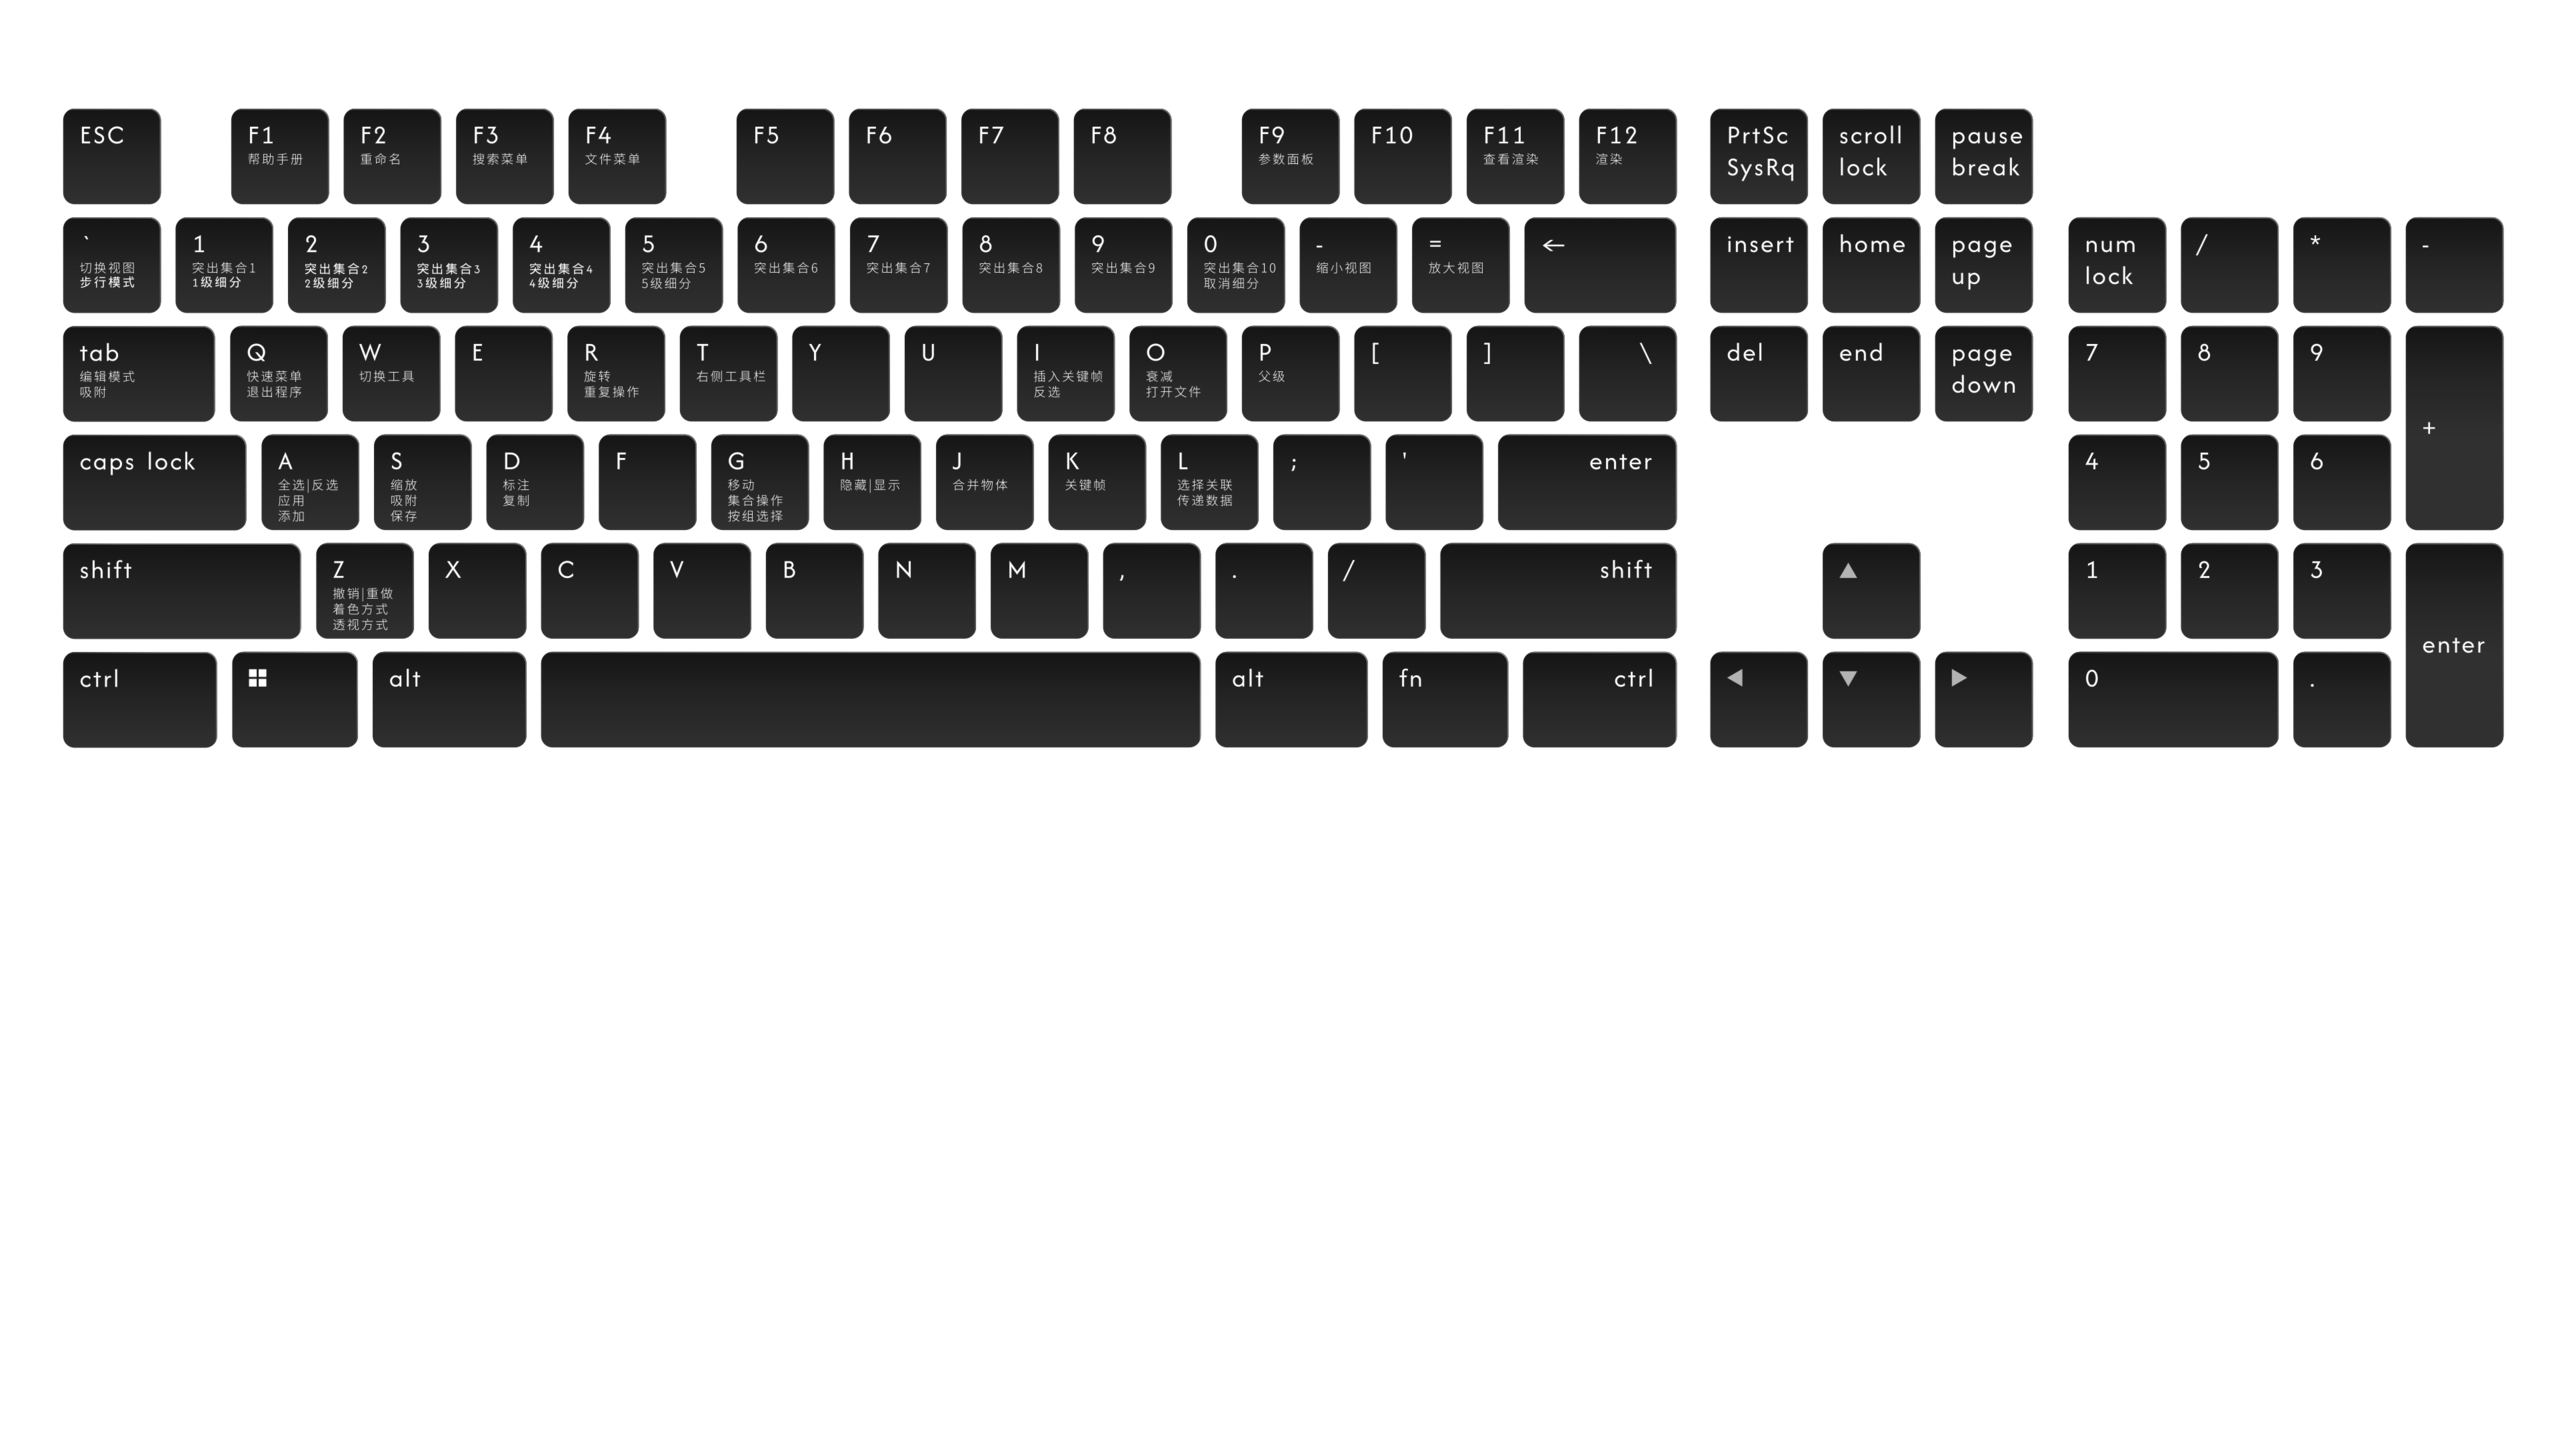 ESC
F1
帮助手册
F2
重命名
F3
搜索菜单
F4
文件菜单
F5
F6
F7
F8
F9
参数面板
F10
F11
查看渲染
F12
渲染
PrtSc
SysRq
scroll
lock
pause
break
`
切换视图
步行模式
1
突出集合1
1级细分
2
突出集合2
2级细分
3
突出集合3
3级细分
4
突出集合4
4级细分
5
突出集合5
5级细分
6
突出集合6
7
突出集合7
8
突出集合8
9
突出集合9
0
突出集合10
取消细分
-
缩小视图
=
放大视图
←
insert
home
page
up
num
lock
/
*
-
tab
编辑模式
吸附
Q
快速菜单
退出程序
W
切换工具
E
R
旋转
重复操作
T
右侧工具栏
Y
U
I
插入关键帧
反选
O
衰减
打开文件
P
父级
[
]
\
del
end
page
down
7
8
9
+
caps lock
A
全选|反选
应用
添加
S
缩放
吸附
保存
D
标注
复制
F
G
移动
集合操作
按组选择
H
隐藏|显示
J
合并物体
K
关键帧
L
选择关联
传递数据
;
'
enter
4
5
6
shift
Z
撤销|重做
着色方式
透视方式
X
C
V
B
N
M
,
.
/
shift
▲
1
2
3
enter
ctrl
alt
alt
fn
ctrl
◀
▼
▶
0
.